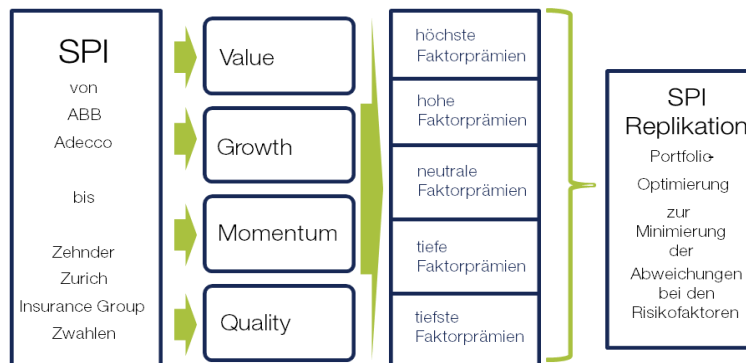 SPI
von
ABB
Adecco
bis
Zehnder
Zurich
Insurance Group
Zwahlen
Value
Growth
Momentum
Quality
höchste
Faktorprämien
hohe
Faktorprämien
neutrale
Faktorprämien
tiefe
Faktorprämien
tiefste
Faktorprämien
SPI
Replikation
Portfolio-
Optimierung
zur
Minimierung
der
Abweichungen
bei den
Risikofaktoren